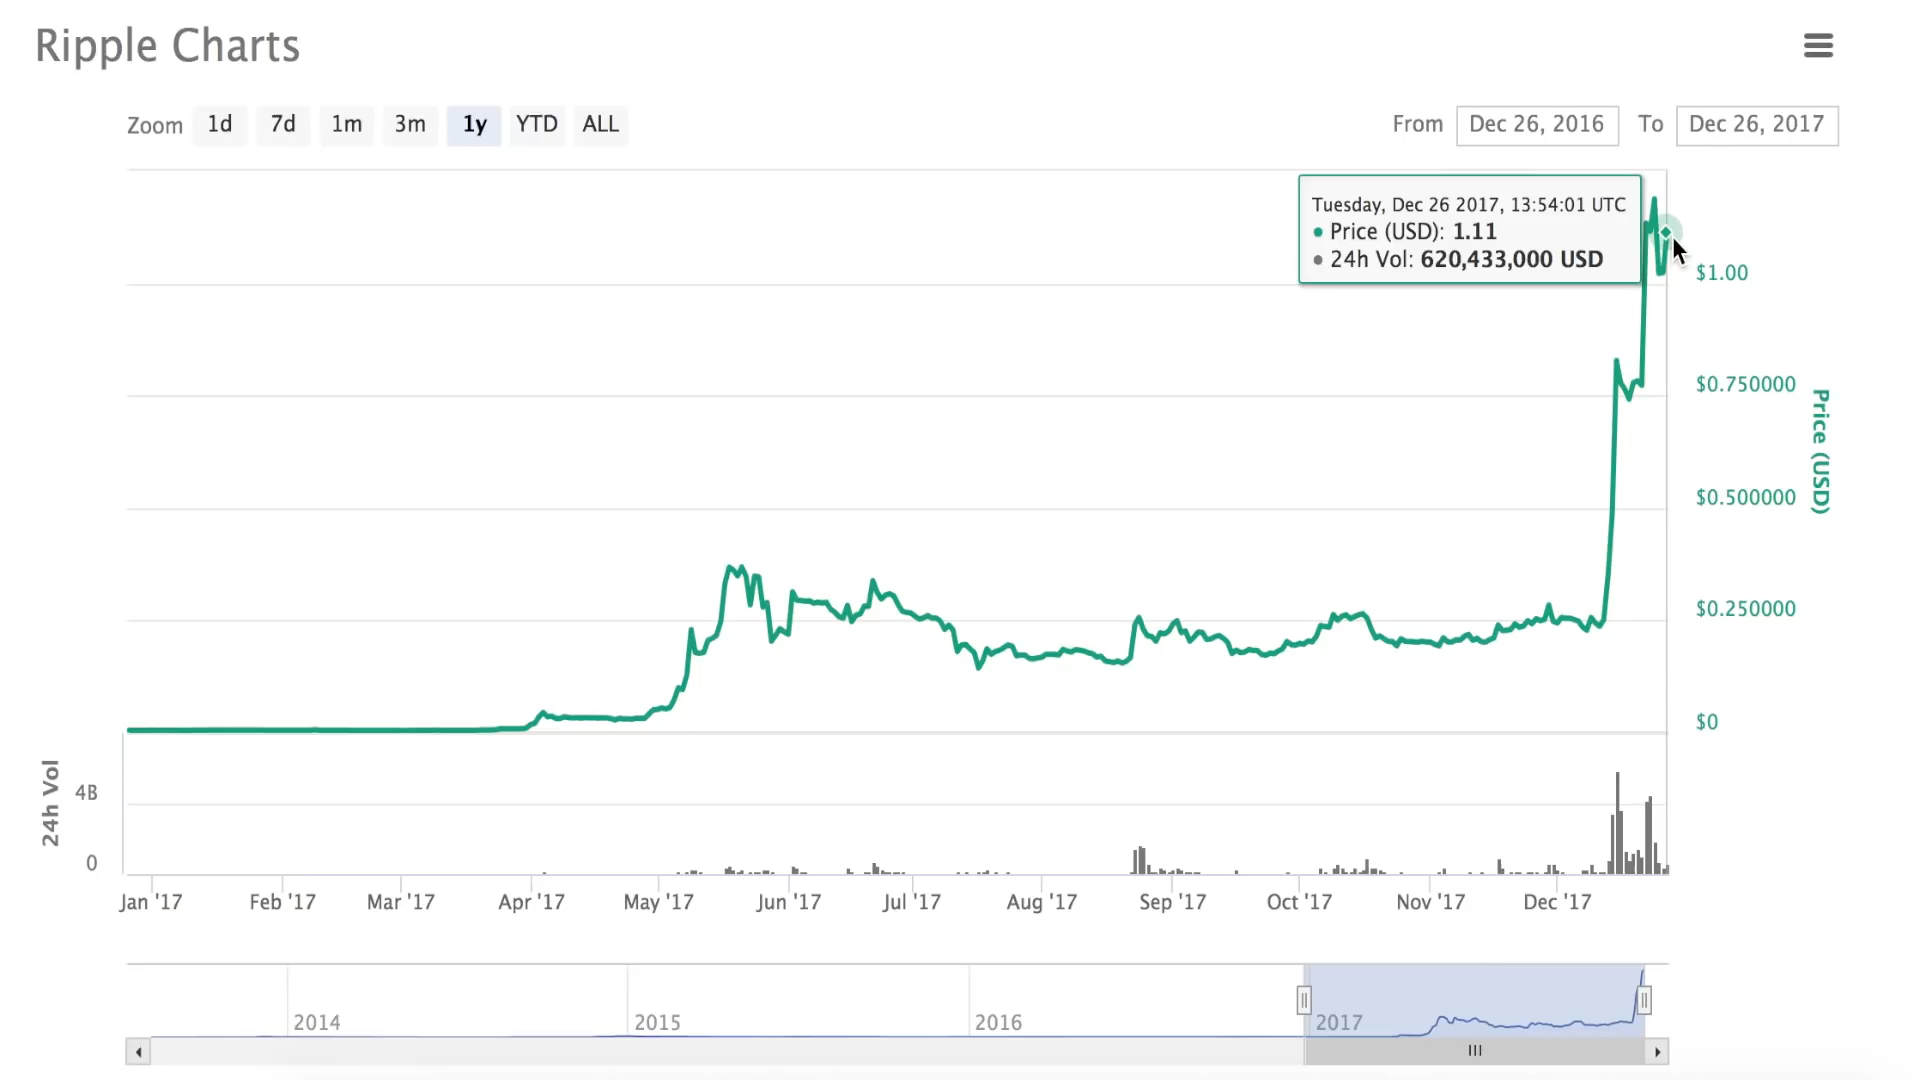 Ripple Charts
Zoom 1d 7d 1m 3m 1y YTD ALL From Dec 26, 2016 To Dec 26, 2017
Tuesday, Dec 26 2017, 13:54:01 UTC
Price (USD): 1.11
24h Vol: 620,433,000 USD
$1.00
$0.750000
$0.500000
$0.250000
$0
Price (USD)
24h Vol
4B
0
Jan '17 Feb '17 Mar '17 Apr '17 May '17 Jun '17 Jul '17 Aug '17 Sep '17 Oct '17 Nov '17 Dec '17
2014 2015 2016 2017